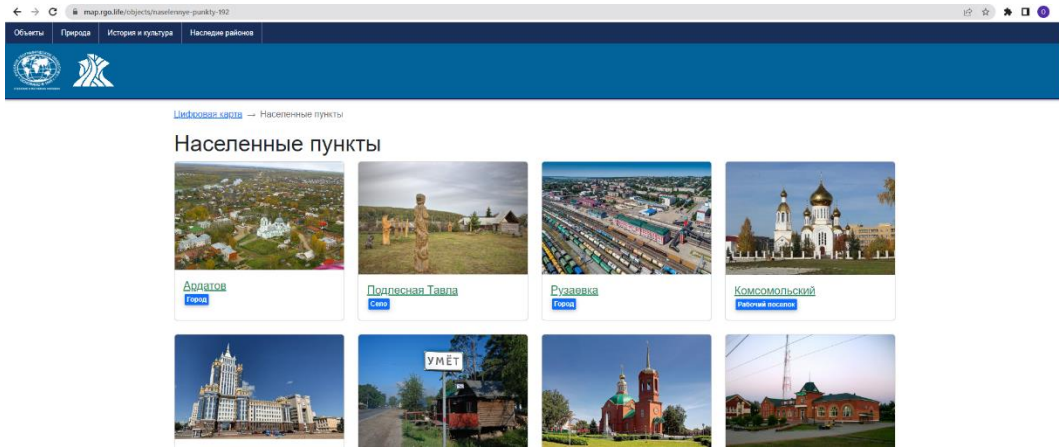 map.rgo.life/objects/naselennye-punkty-192
Объекты Природа История и культура Наследие районов
Цифровая карта → Населенные пункты
Населенные пункты
Ардатов
Город
Подлесная Тавла
Село
Рузаевка
Город
Комсомольский
Рабочий поселок
УМЁТ